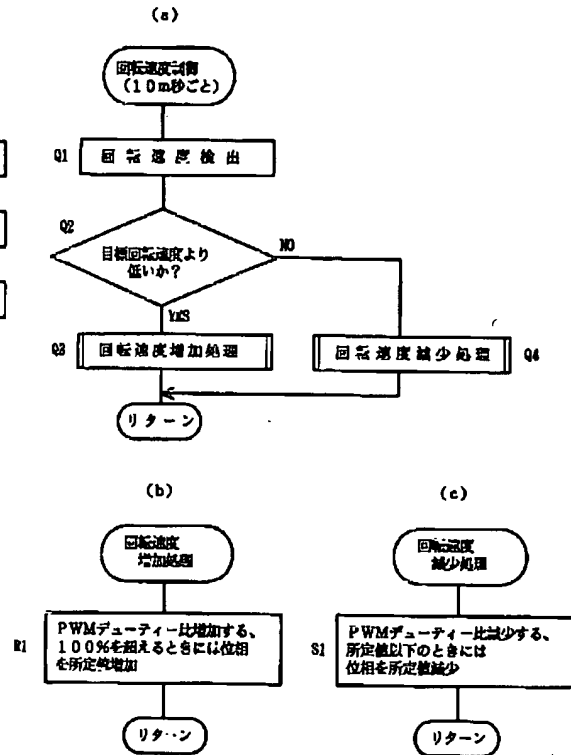 (a)
回転速度制御
(10m秒ごと)
Q1 回転速度検出
Q2
目標回転速度より
低いか?
NO
YES
Q3 回転速度増加処理
回転速度減少処理 Q4
リターン
(b)
(c)
回転速度
増加処理
回転速度
減少処理
R1
PWMデューティー比増加する、
100%を超えるときには位相
を所定値増加
S1
PWMデューティー比減少する、
所定値以下のときには
位相を所定値減少
リターン
リターン